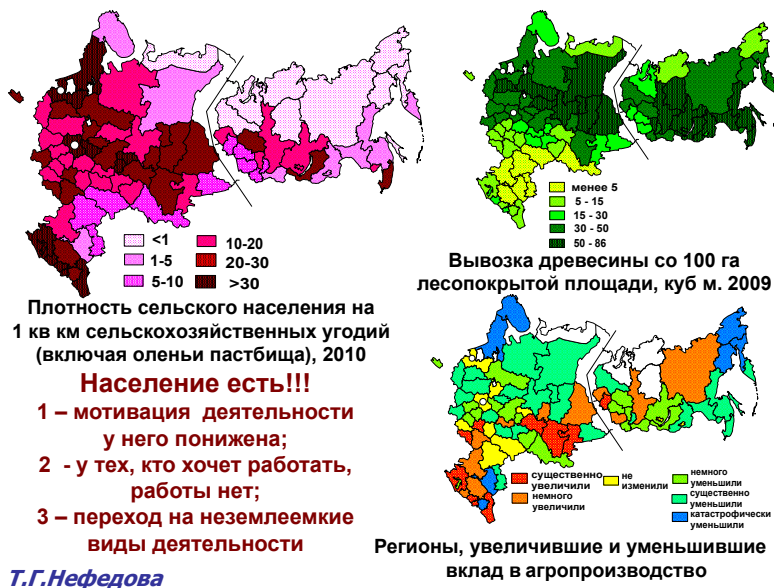 <1
1-5
5-10
10-20
20-30
>30
Плотность сельского населения на
1 кв км сельскохозяйственных угодий
(включая оленьи пастбища), 2010
менее 5
5 - 15
15 - 30
30 - 50
50 - 86
Вывозка древесины со 100 га
лесопокрытой площади, куб м. 2009
Население есть!!!
1 – мотивация деятельности
у него понижена;
2 - у тех, кто хочет работать,
работы нет;
3 – переход на неземлеемкие
виды деятельности
существенно
увеличили
немного
увеличили
не
изменили
немного
уменьшили
существенно
уменьшили
катастрофически
уменьшили
Регионы, увеличившие и уменьшившие
вклад в агропроизводство
Т.Г.Нефедова